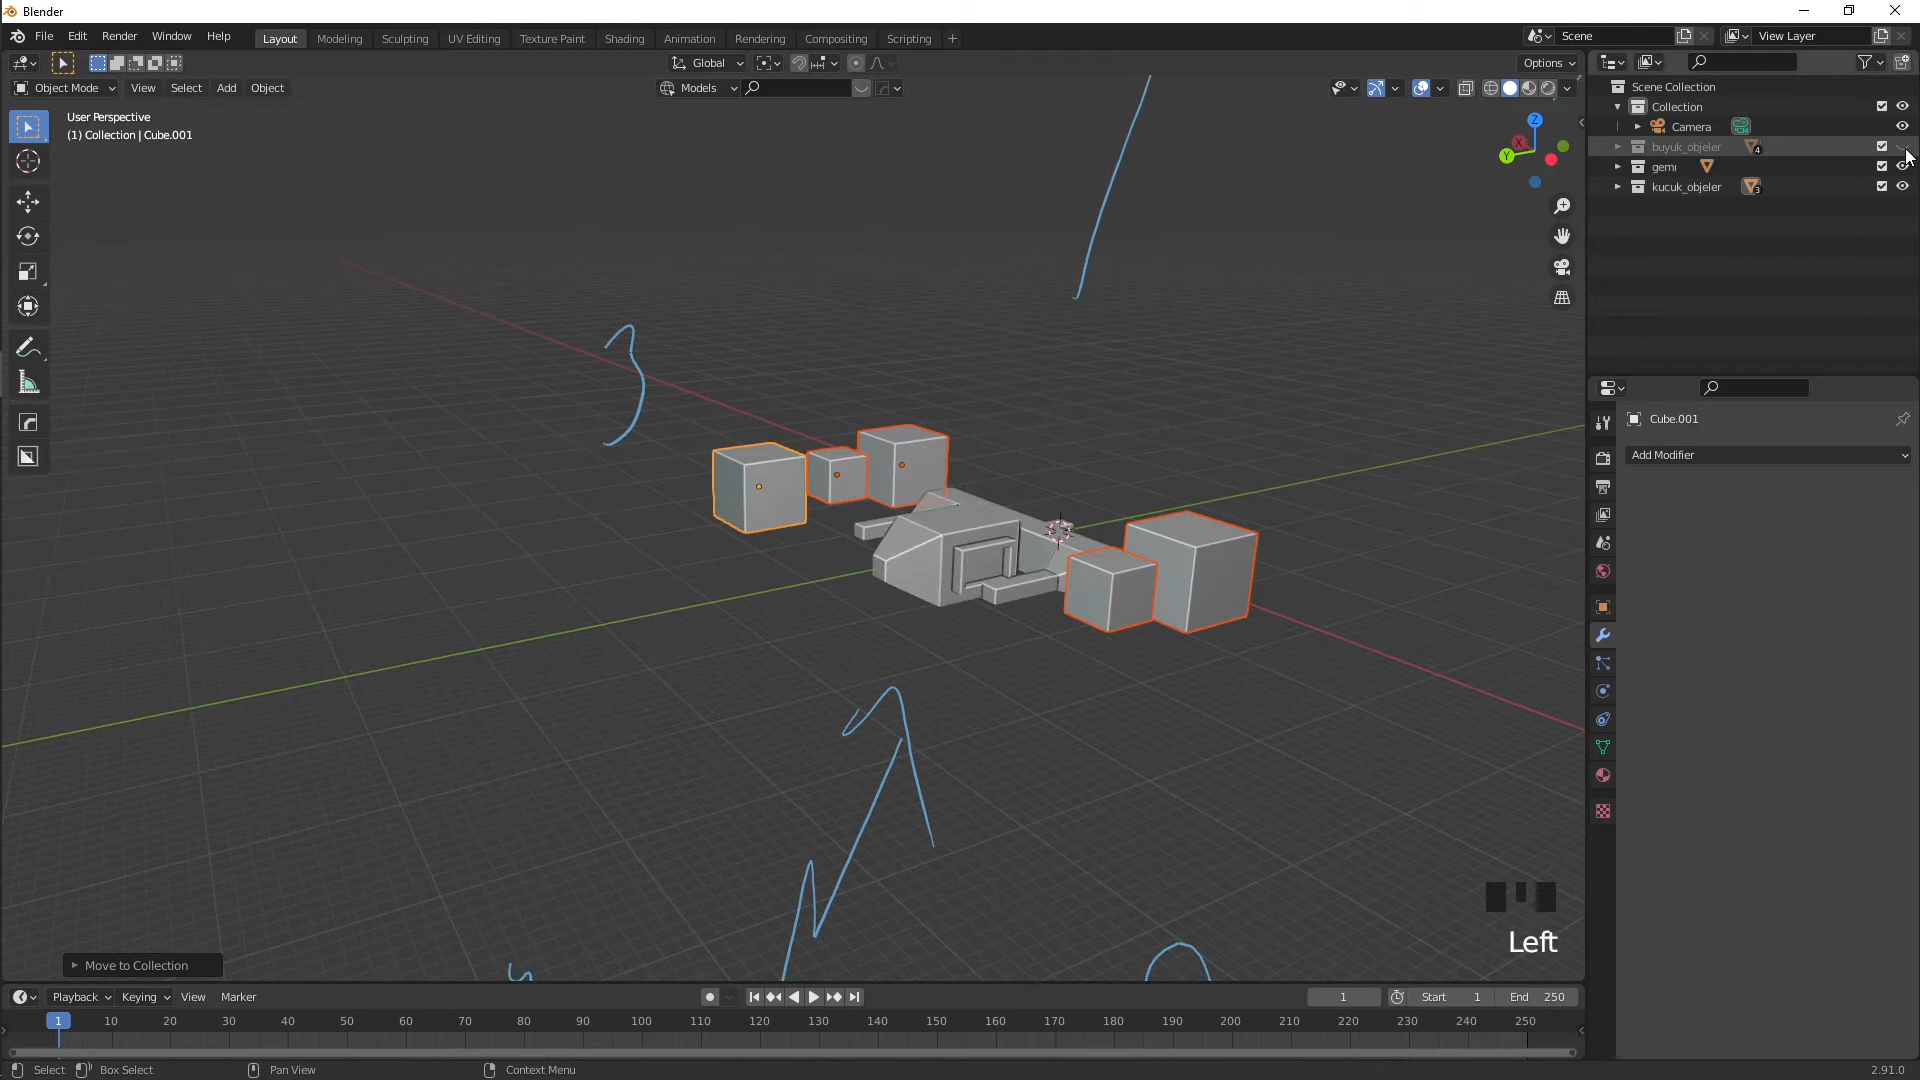 Blender
File Edit Render Window Help
Layout Modeling Sculpting UV Editing Texture Paint Shading Animation Rendering Compositing Scripting +
Scene
View Layer
Global
Options
Object Mode View Select Add Object
Models
User Perspective
(1) Collection | Cube.001
Z
X
Y
Scene Collection
Collection
Camera
buyuk_objeler
4
gemi
kucuk_objeler
3
Cube.001
Add Modifier
Left
Move to Collection
Playback Keying View Marker
1
Start 1
End 250
1 10 20 30 40 50 60 70 80 90 100 110 120 130 140 150 160 170 180 190 200 210 220 230 240 250
Select Box Select Pan View Context Menu
2.91.0